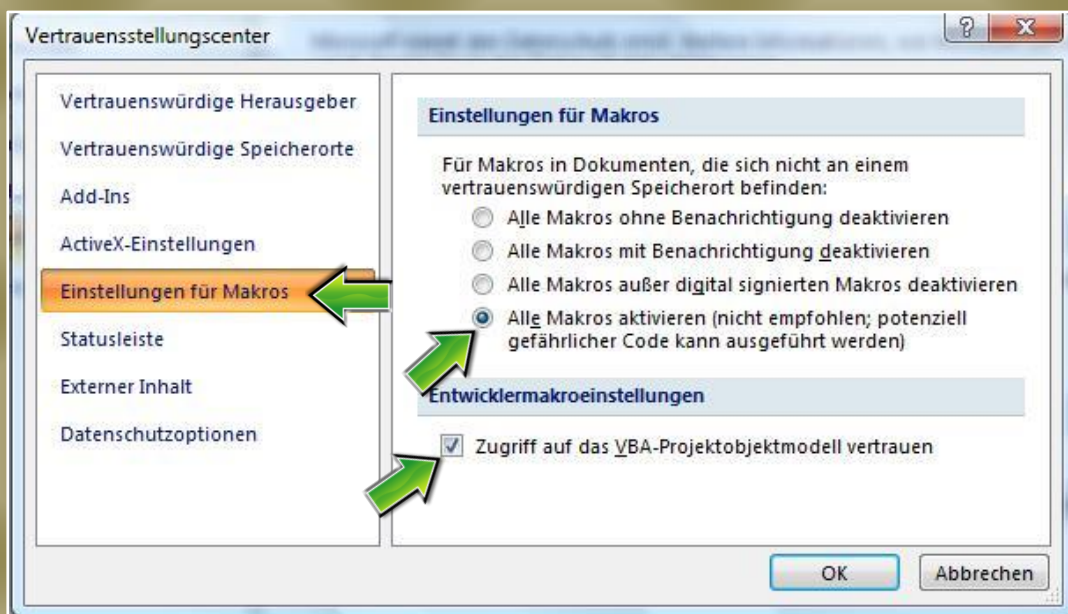 Vertrauensstellungscenter
Vertrauenswürdige Herausgeber
Vertrauenswürdige Speicherorte
Add-Ins
ActiveX-Einstellungen
Einstellungen für Makros
Statusleiste
Externer Inhalt
Datenschutzoptionen
Einstellungen für Makros
Für Makros in Dokumenten, die sich nicht an einem
vertrauenswürdigen Speicherort befinden:
Alle Makros ohne Benachrichtigung deaktivieren
Alle Makros mit Benachrichtigung deaktivieren
Alle Makros außer digital signierten Makros deaktivieren
Alle Makros aktivieren (nicht empfohlen; potenziell
gefährlicher Code kann ausgeführt werden)
Entwicklermakroeinstellungen
Zugriff auf das VBA-Projektobjektmodell vertrauen
OK
Abbrechen